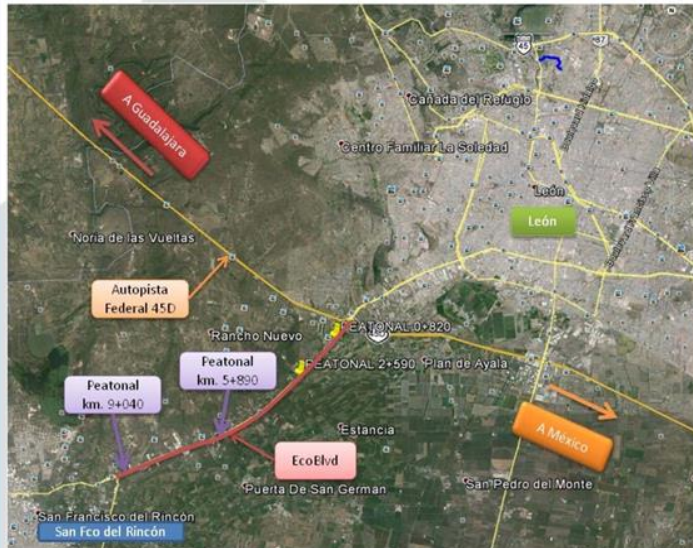 45
Cañada del Refugio
A Guadalajara
Centro Familiar La Soledad
León
León
Noria de las Vueltas
Autopista
Federal 45D
PEATONAL 0+820
Rancho Nuevo
PEATONAL 2+590
Plan de Ayala
Peatonal
km. 5+890
Peatonal
km. 9+040
Estancia
A México
EcoBlvd
Puerta De San German
San Pedro del Monte
San Francisco del Rincón
San Fco del Rincón